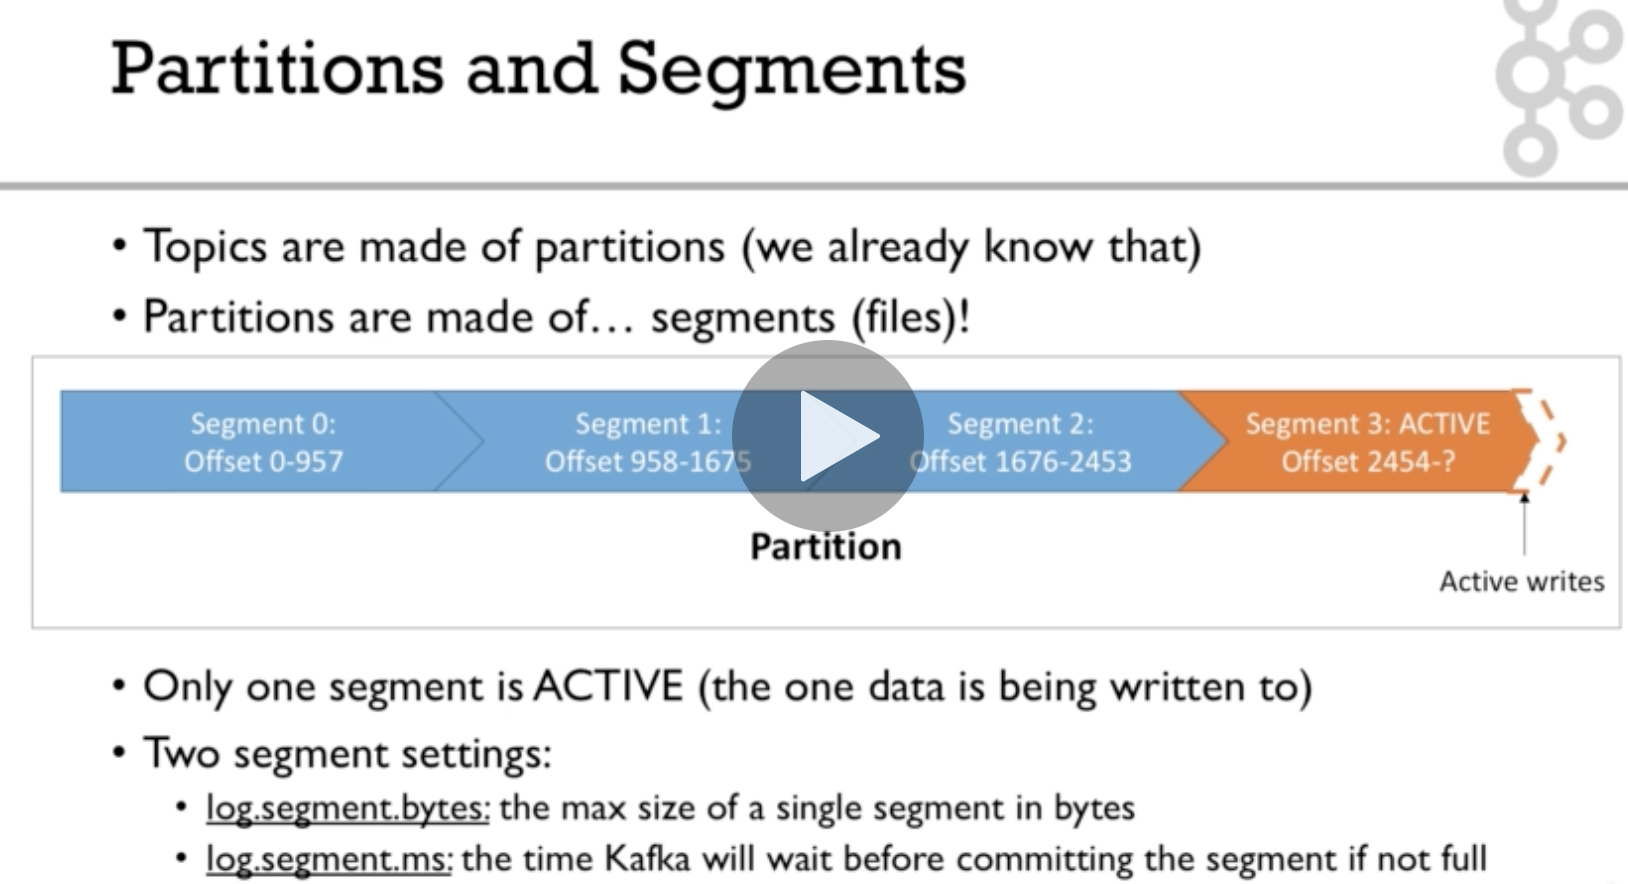 Partitions and Segments
• Topics are made of partitions (we already know that)
• Partitions are made of… segments (files)!
Segment 0:
Offset 0-957
Segment 1:
Offset 958-1675
Segment 2:
Offset 1676-2453
Segment 3: ACTIVE
Offset 2454-?
Partition
Active writes
• Only one segment is ACTIVE (the one data is being written to)
• Two segment settings:
• log.segment.bytes: the max size of a single segment in bytes
• log.segment.ms: the time Kafka will wait before committing the segment if not full